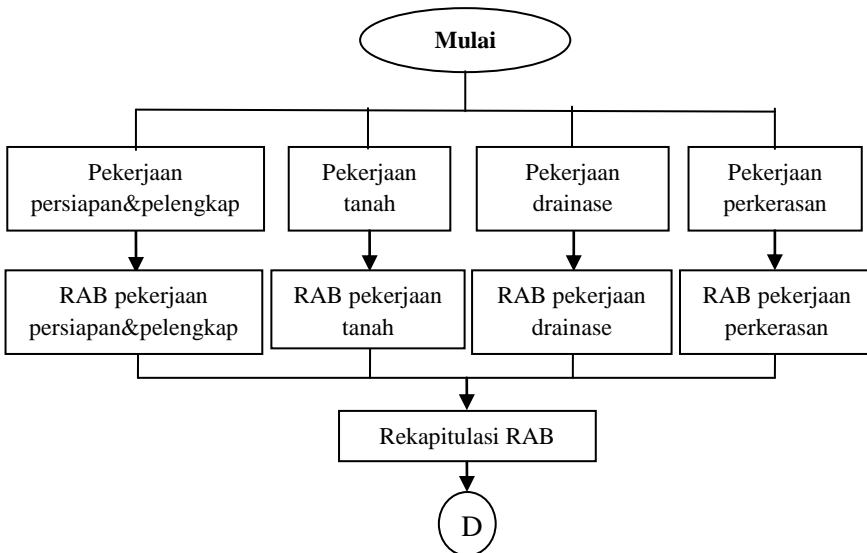 Mulai
Pekerjaan
persiapan&pelengkap
Pekerjaan
tanah
Pekerjaan
drainase
Pekerjaan
perkerasan
RAB pekerjaan
persiapan&pelengkap
RAB pekerjaan
tanah
RAB pekerjaan
drainase
RAB pekerjaan
perkerasan
Rekapitulasi RAB
D